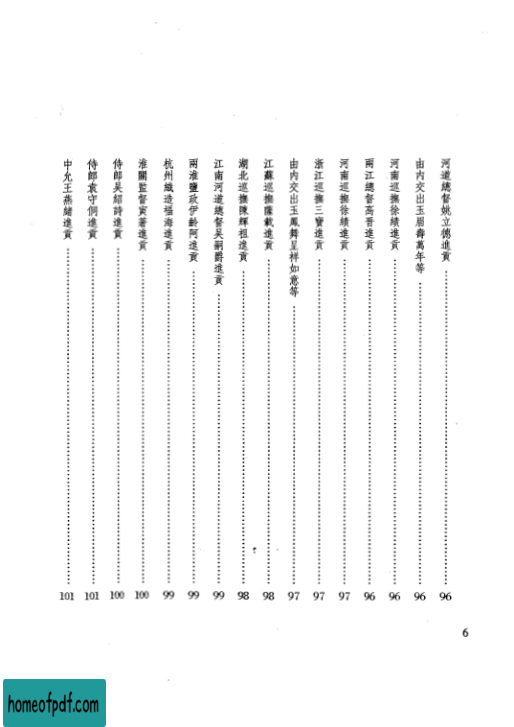 河道總督姚立德進貢 96
由內交出玉眉壽萬年等 96
河南巡撫徐績進貢 96
兩江總督高晋進貢 96
河南巡撫徐績進貢 97
浙江巡撫三寶進貢 97
由內交出玉鳳舞呈祥如意等 97
江蘇巡撫薩載進貢 98
湖北巡撫陳輝祖進貢 98
江南河道總督吴嗣爵進貢 99
兩淮鹽政伊齡阿進貢 99
杭州織造福海進貢 99
淮關監督寅著進貢 100
侍郎吴紹詩進貢 100
侍郎袁守侗進貢 101
中允王燕緒進貢 101
6
homeofpdf.com